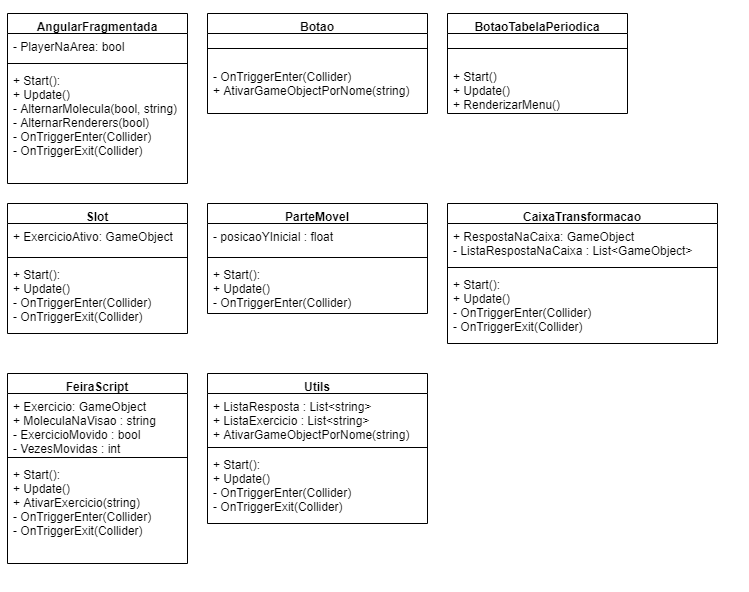 AngularFragmentada
- PlayerNaArea: bool
+ Start():
+ Update()
- AlternarMolecula(bool, string)
- AlternarRenderers(bool)
- OnTriggerEnter(Collider)
- OnTriggerExit(Collider)
Botao
- OnTriggerEnter(Collider)
+ AtivarGameObjectPorNome(string)
BotaoTabelaPeriodica
+ Start()
+ Update()
+ RenderizarMenu()
Slot
+ ExercicioAtivo: GameObject
+ Start():
+ Update()
- OnTriggerEnter(Collider)
- OnTriggerExit(Collider)
ParteMovel
- posicaoYInicial : float
+ Start():
+ Update()
- OnTriggerEnter(Collider)
CaixaTransformacao
+ RespostaNaCaixa: GameObject
- ListaRespostaNaCaixa : List<GameObject>
+ Start():
+ Update()
- OnTriggerEnter(Collider)
- OnTriggerExit(Collider)
FeiraScript
+ Exercicio: GameObject
+ MoleculaNaVisao : string
- ExercicioMovido : bool
- VezesMovidas : int
+ Start():
+ Update()
+ AtivarExercicio(string)
- OnTriggerEnter(Collider)
- OnTriggerExit(Collider)
Utils
+ ListaResposta : List<string>
+ ListaExercicio : List<string>
+ AtivarGameObjectPorNome(string)
+ Start():
+ Update()
- OnTriggerEnter(Collider)
- OnTriggerExit(Collider)